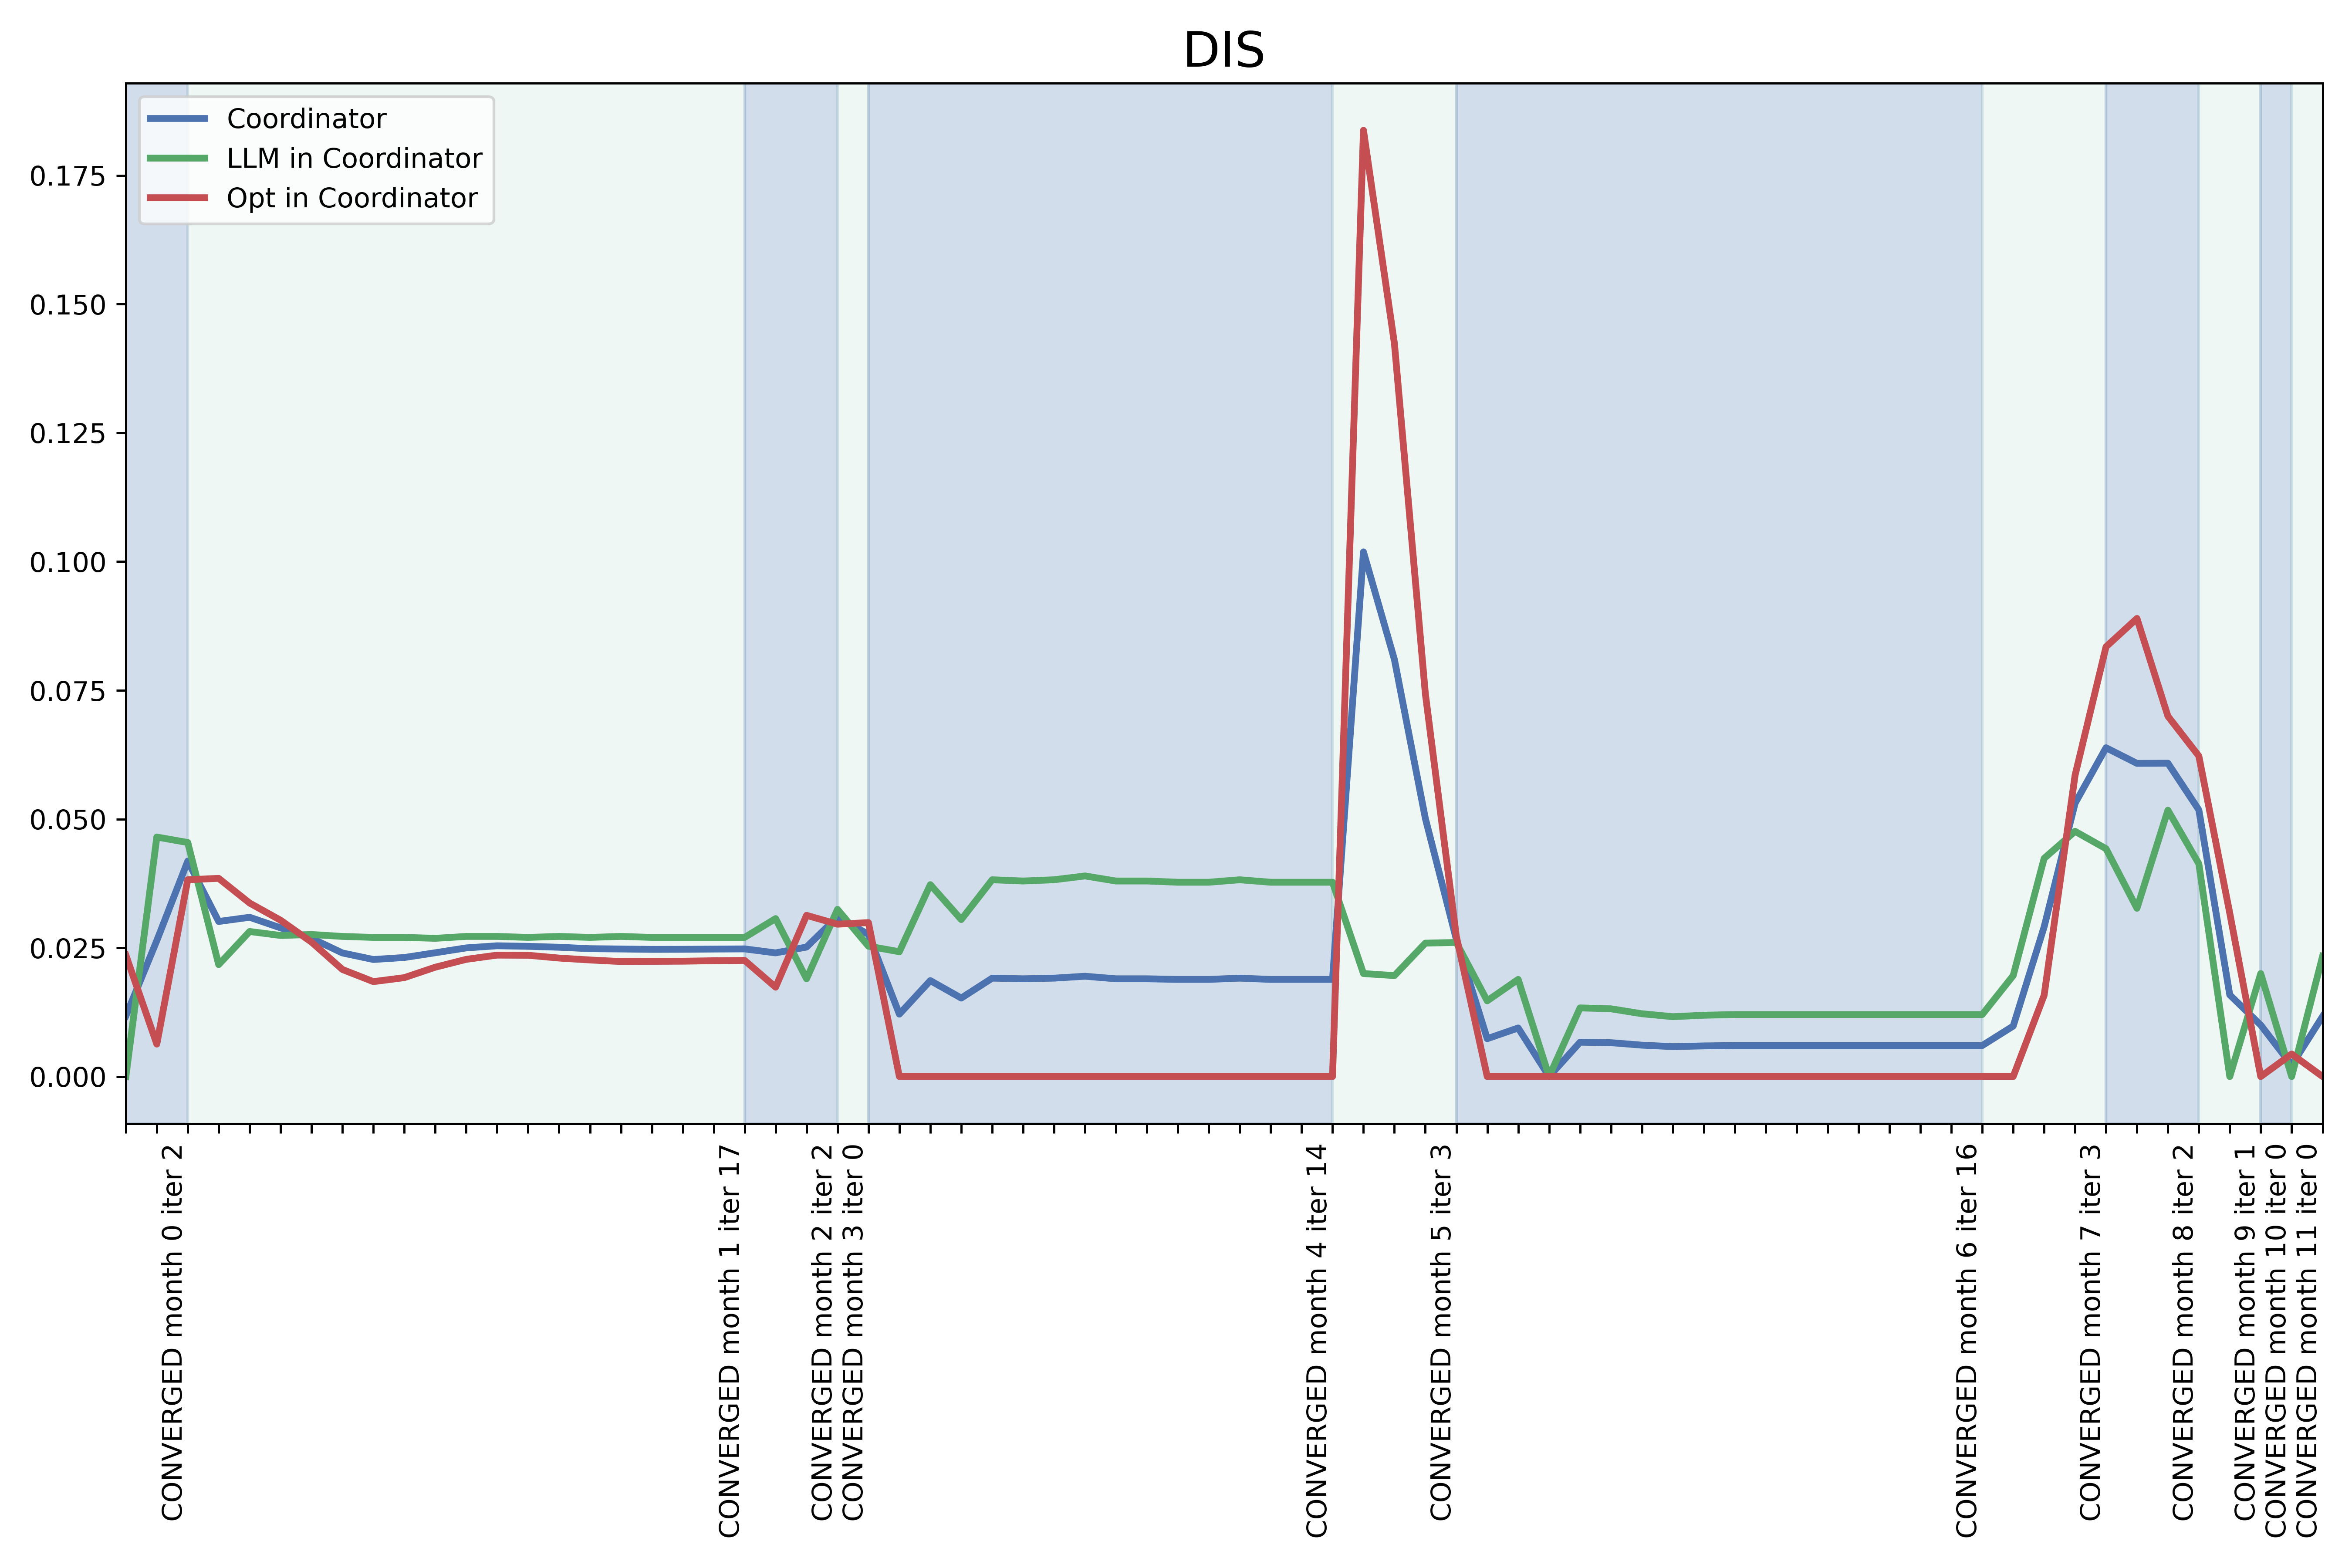 DIS
Coordinator
LLM in Coordinator
Opt in Coordinator
0.175
0.150
0.125
0.100
0.075
0.050
0.025
0.000
CONVERGED month 0 iter 2
CONVERGED month 1 iter 17
CONVERGED month 2 iter 2
CONVERGED month 3 iter 0
CONVERGED month 4 iter 14
CONVERGED month 5 iter 3
CONVERGED month 6 iter 16
CONVERGED month 7 iter 3
CONVERGED month 8 iter 2
CONVERGED month 9 iter 1
CONVERGED month 10 iter 0
CONVERGED month 11 iter 0